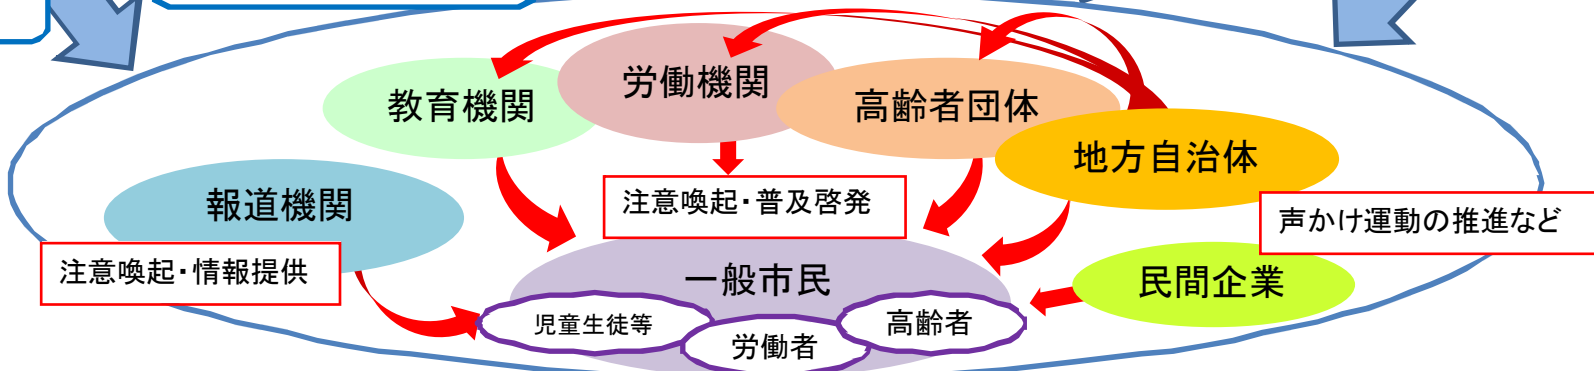 労働機関
教育機関
高齢者団体
地方自治体
報道機関
注意喚起・普及啓発
声かけ運動の推進など
注意喚起・情報提供
一般市民
民間企業
児童生徒等
高齢者
労働者